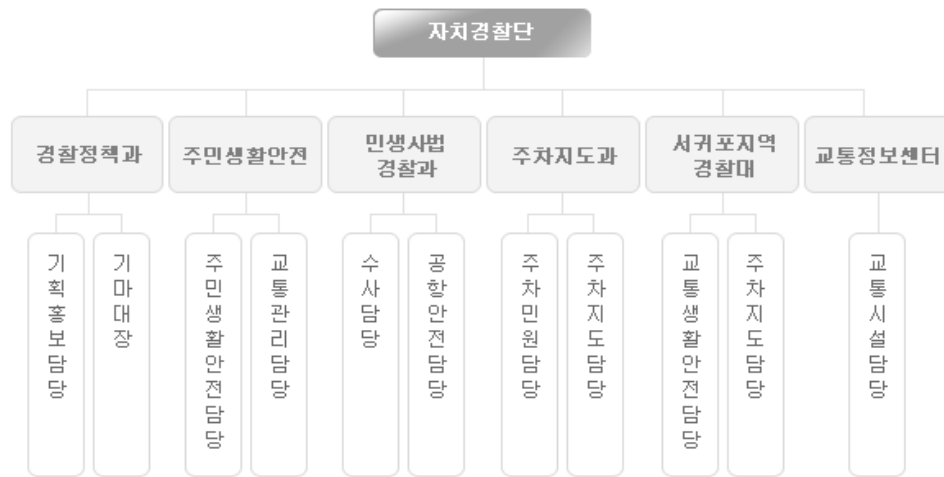 자치경찰단
경찰정책과
주민생활안전
민생사법
경찰과
주차지도과
서귀포지역
경찰대
교통정보센터
기획홍보담당
기마대장
주민생활안전담당
교통관리담당
수사담당
공항안전담당
주차민원담당
주차지도담당
교통생활안전담당
주차지도담당
교통시설담당